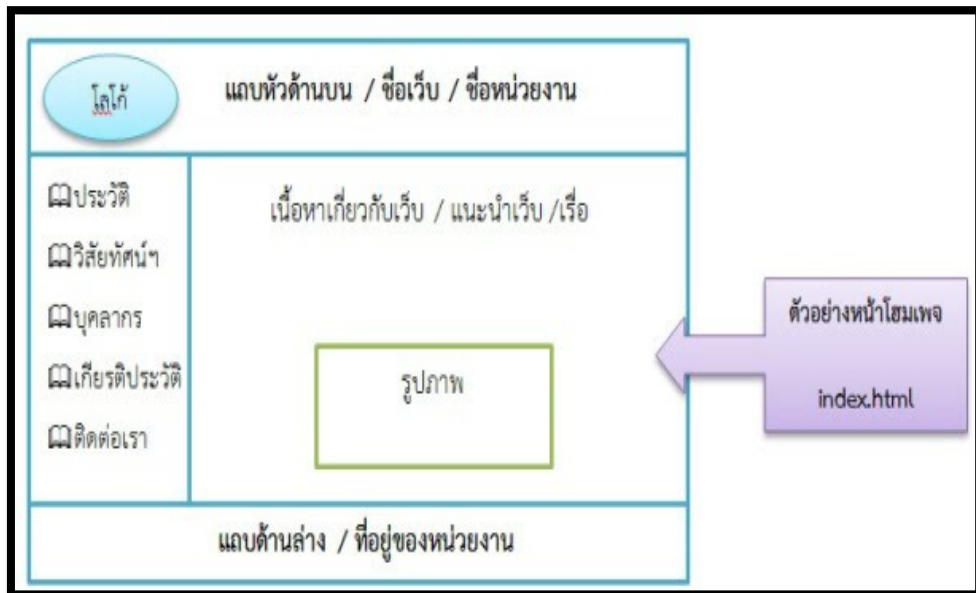 โลโก้
แถบหัวด้านบน / ชื่อเว็บ / ชื่อหน่วยงาน
ประวัติ
วิสัยทัศน์ฯ
บุคลากร
เกียรติประวัติ
ติดต่อเรา
เนื้อหาเกี่ยวกับเว็บ / แนะนำเว็บ /เรื่อ
รูปภาพ
ตัวอย่างหน้าโฮมเพจ
index.html
แถบด้านล่าง / ที่อยู่ของหน่วยงาน